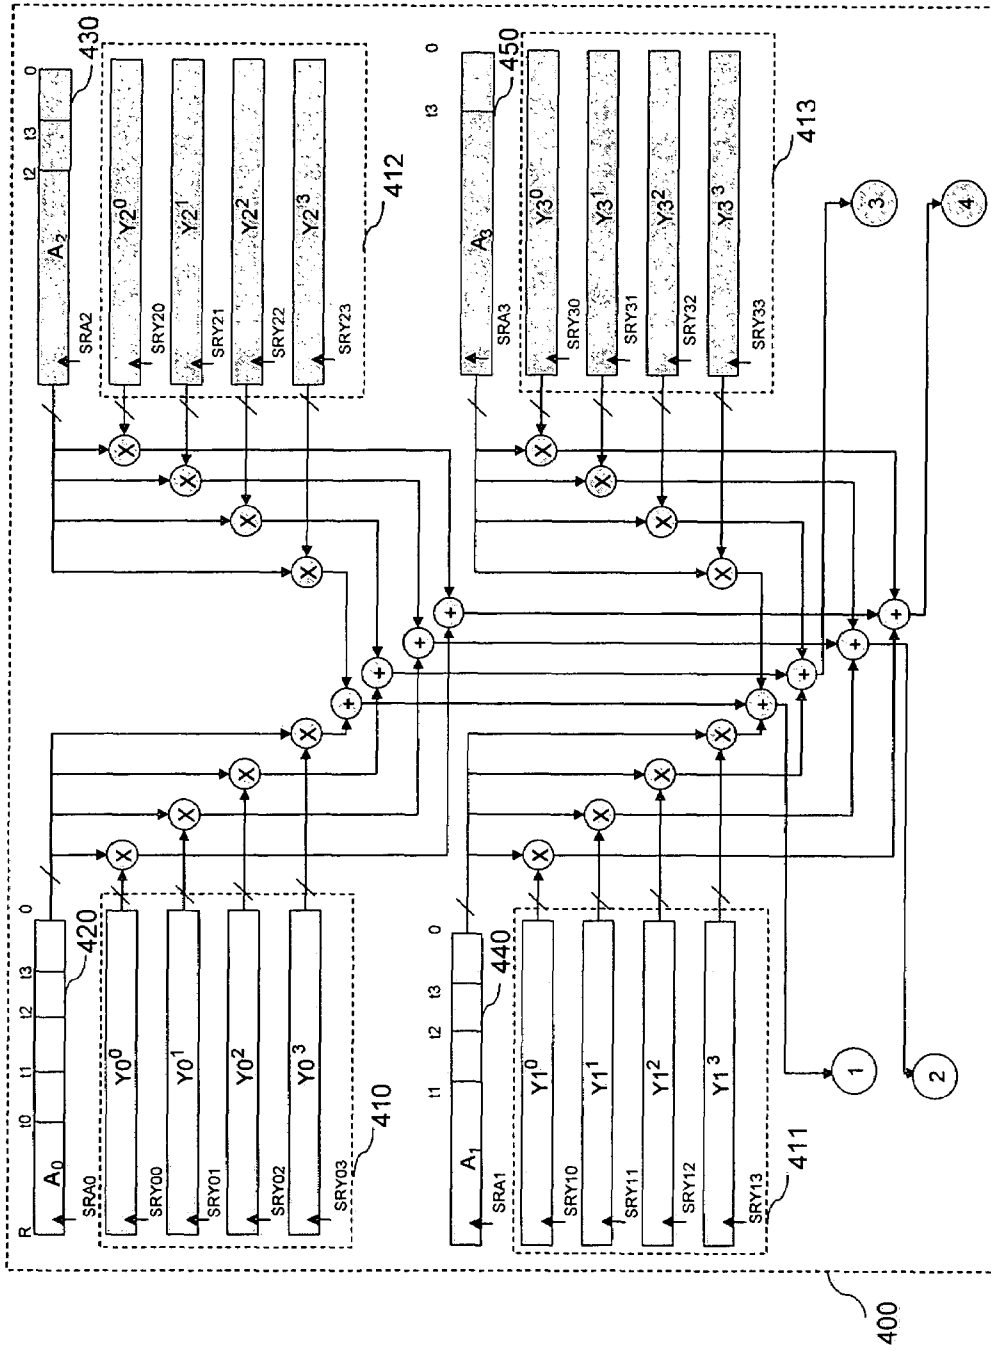 R t0 t1 t2 t3 0
A0
SRA0
420
Y0^0
SRY00
Y0^1
SRY01
Y0^2
SRY02
Y0^3
SRY03
410
t2 t3 0
A2
SRA2
430
Y2^0
SRY20
Y2^1
SRY21
Y2^2
SRY22
Y2^3
SRY23
412
X X X X
X X X X
+ + + +
t1 t2 t3 0
A1
SRA1
440
Y1^0
SRY10
Y1^1
SRY11
Y1^2
SRY12
Y1^3
SRY13
411
t3 0
A3
SRA3
450
Y3^0
SRY30
Y3^1
SRY31
Y3^2
SRY32
Y3^3
SRY33
413
X X X X
X X X X
+ + + +
1
3
2
4
400